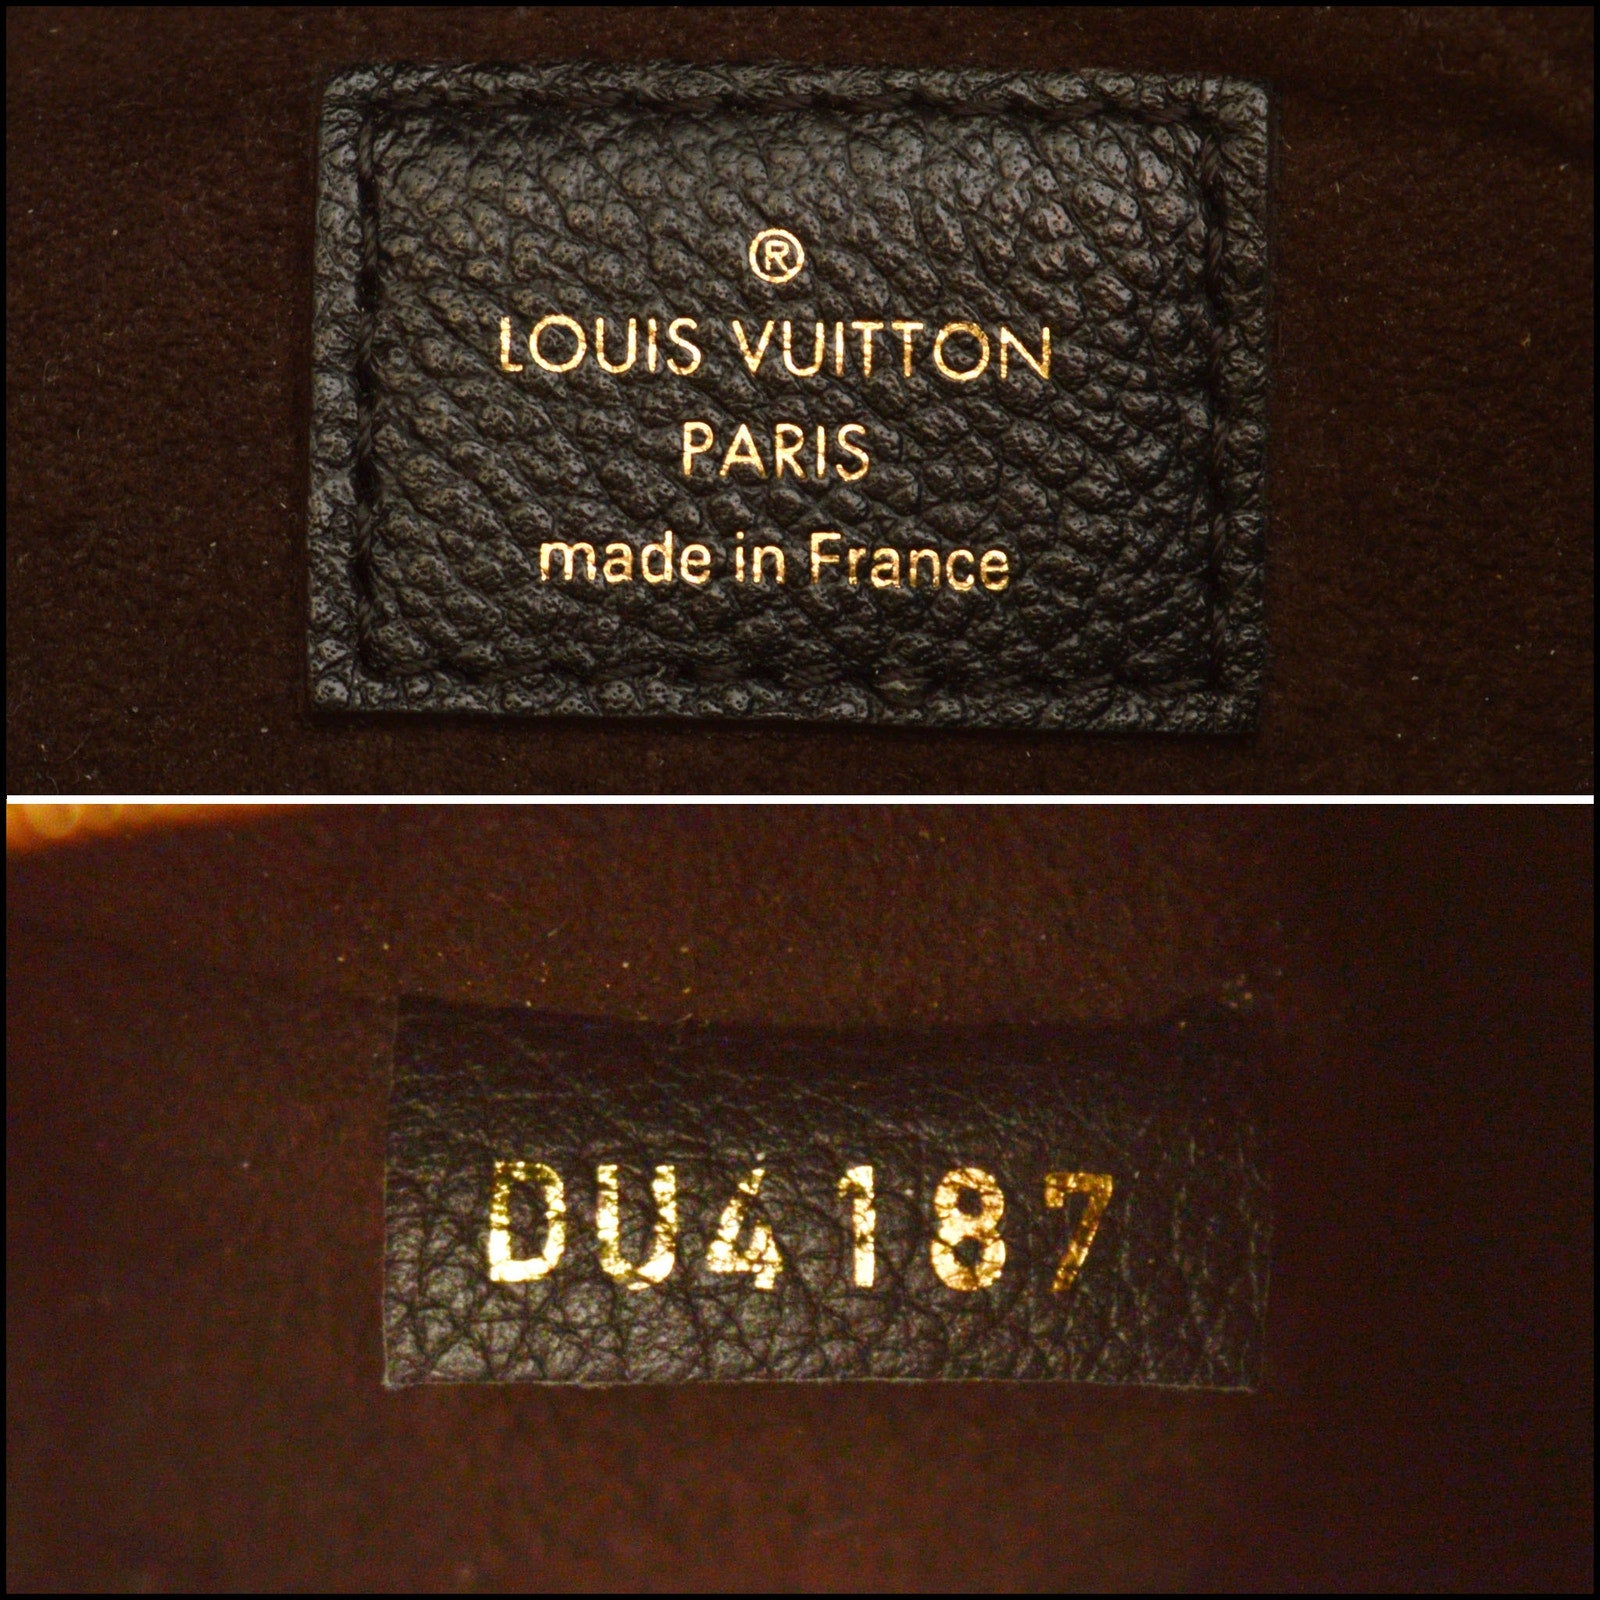 ®
LOUIS VUITTON
PARIS
made in France
DU4187